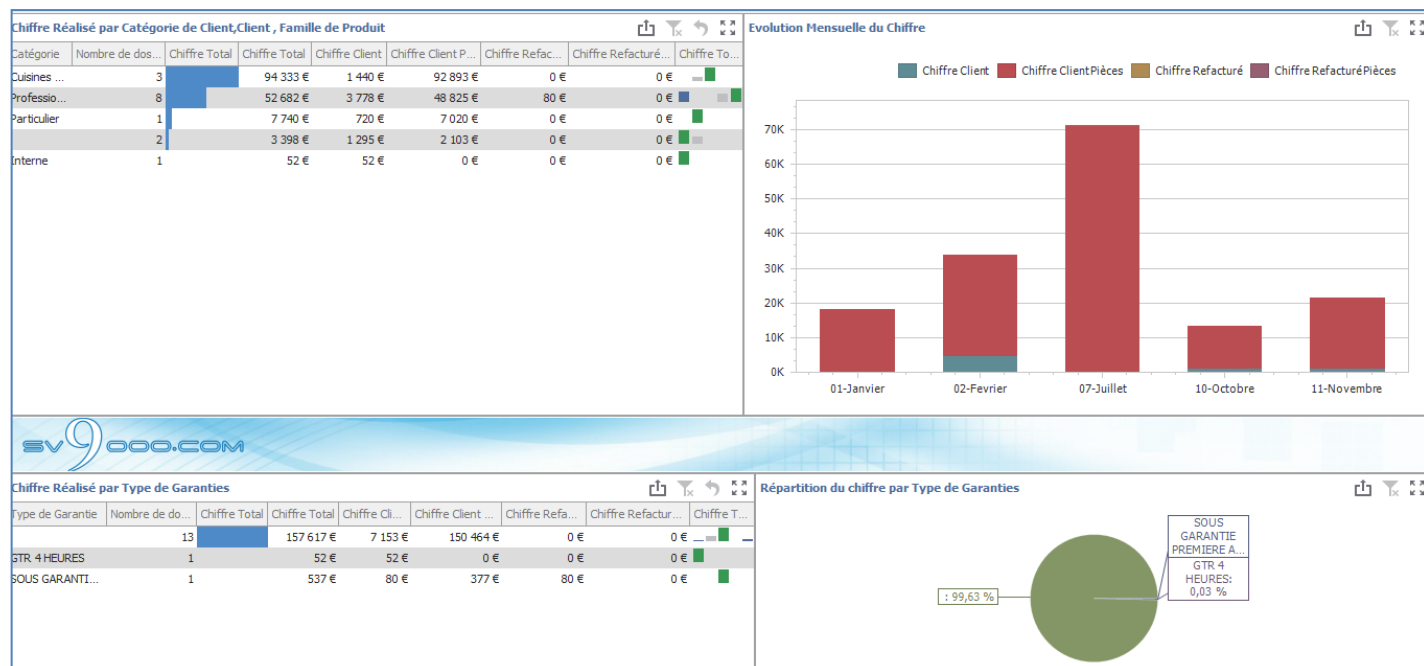 Chiffre Réalisé par Catégorie de Client,Client , Famille de Produit
Catégorie Nombre de dos... Chiffre Total Chiffre Total Chiffre Client Chiffre Client P... Chiffre Refac... Chiffre Refacturé... Chiffre To...
Cuisines ... 3 94 333 € 1 440 € 92 893 € 0 € 0 €
Professio... 8 52 682 € 3 778 € 48 825 € 80 € 0 €
Particulier 1 7 740 € 720 € 7 020 € 0 € 0 €
2 3 398 € 1 295 € 2 103 € 0 € 0 €
Interne 1 52 € 52 € 0 € 0 € 0 €
Evolution Mensuelle du Chiffre
Chiffre Client Chiffre Client Pièces Chiffre Refacturé Chiffre Refacturé Pièces
70K
60K
50K
40K
30K
20K
10K
0K
01-Janvier 02-Fevrier 07-Juillet 10-Octobre 11-Novembre
sv9000.com
Chiffre Réalisé par Type de Garanties
Type de Garantie Nombre de do... Chiffre Total Chiffre Total Chiffre Cli... Chiffre Client ... Chiffre Refa... Chiffre Refactur... Chiffre T...
13 157 617 € 7 153 € 150 464 € 0 € 0 €
GTR 4 HEURES 1 52 € 52 € 0 € 0 € 0 €
SOUS GARANTI... 1 537 € 80 € 377 € 80 € 0 €
Répartition du chiffre par Type de Garanties
SOUS
GARANTIE
PREMIERE A...
GTR 4
HEURES:
0,03 %
: 99,63 %